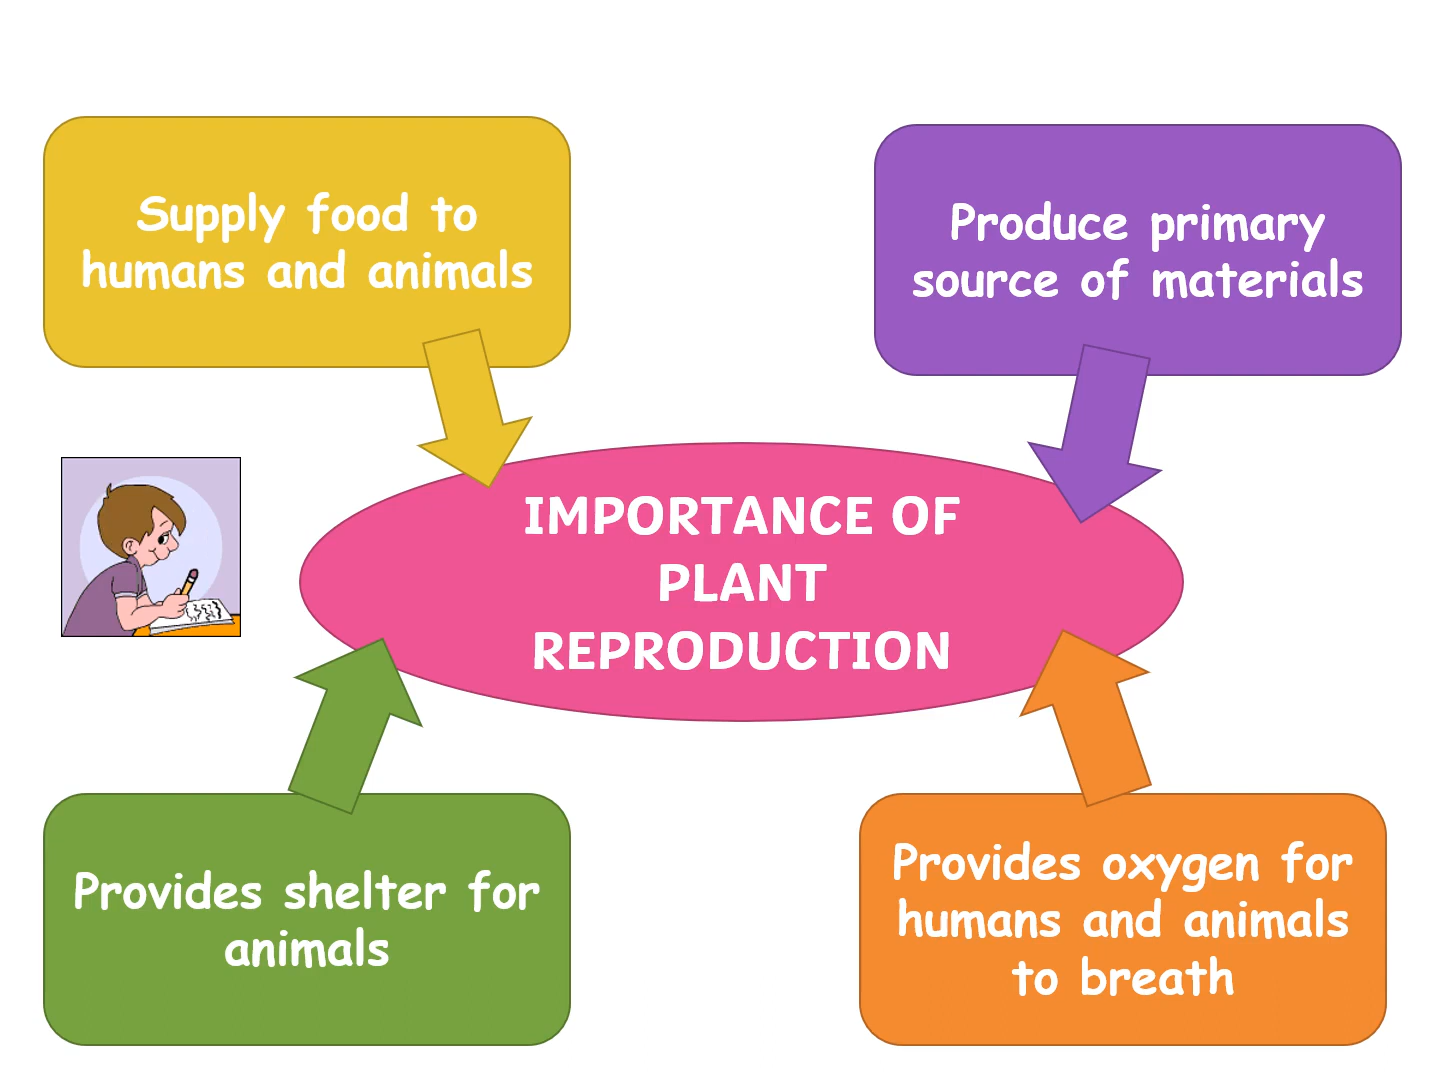 Supply food to
humans and animals
Produce primary
source of materials
IMPORTANCE OF
PLANT
REPRODUCTION
Provides shelter for
animals
Provides oxygen for
humans and animals
to breath